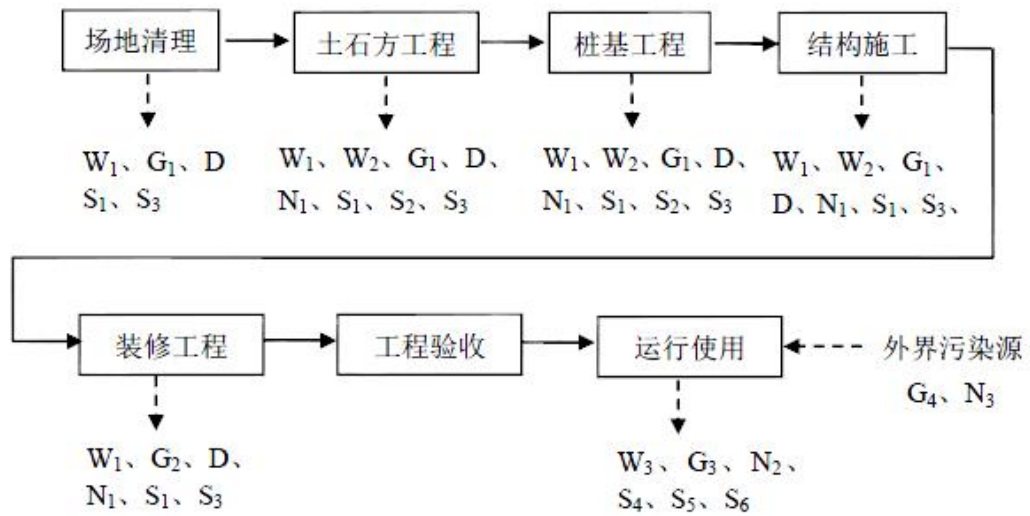 场地清理
土石方工程
桩基工程
结构施工
W₁、G₁、D
S₁、S₃
W₁、W₂、G₁、D、
N₁、S₁、S₂、S₃
W₁、W₂、G₁、D、
N₁、S₁、S₂、S₃
W₁、W₂、G₁、
D、N₁、S₁、S₃、
装修工程
工程验收
运行使用
外界污染源
G₄、N₃
W₁、G₂、D、
N₁、S₁、S₃
W₃、G₃、N₂、
S₄、S₅、S₆